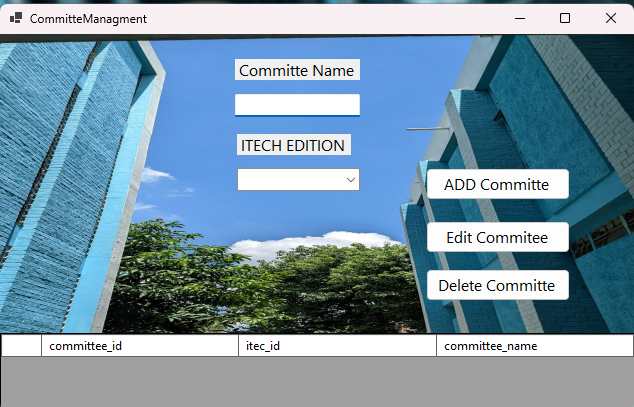 CommitteManagment
Committe Name
ITECH EDITION
ADD Committe
Edit Commitee
Delete Committe
committee_id itec_id committee_name